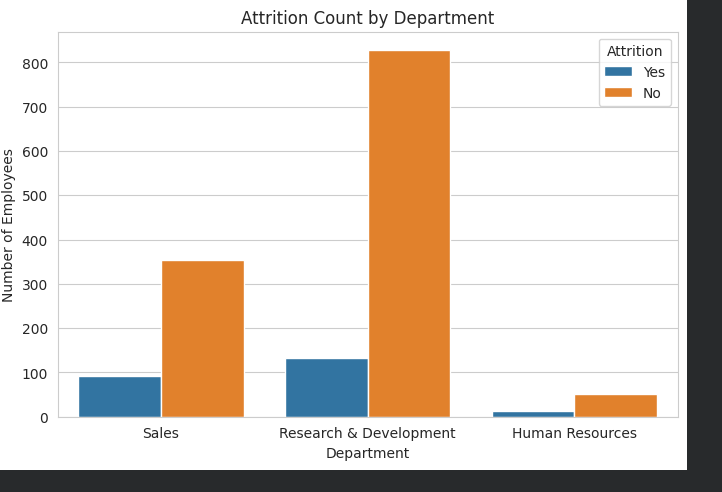 Attrition Count by Department
Attrition
Yes
No
Number of Employees
800
700
600
500
400
300
200
100
0
Sales
Research & Development
Human Resources
Department